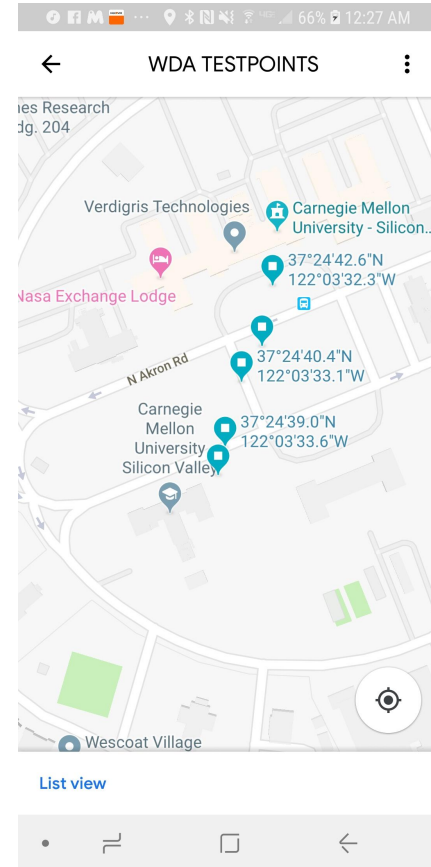 66% 12:27 AM
WDA TESTPOINTS
nes Research
dg. 204
Verdigris Technologies
Carnegie Mellon
University - Silicon..
37°24'42.6"N
122°03'32.3"W
Nasa Exchange Lodge
N Akron Rd
37°24'40.4"N
122°03'33.1"W
Carnegie
Mellon
University
Silicon Valley
37°24'39.0"N
122°03'33.6"W
Wescoat Village
List view